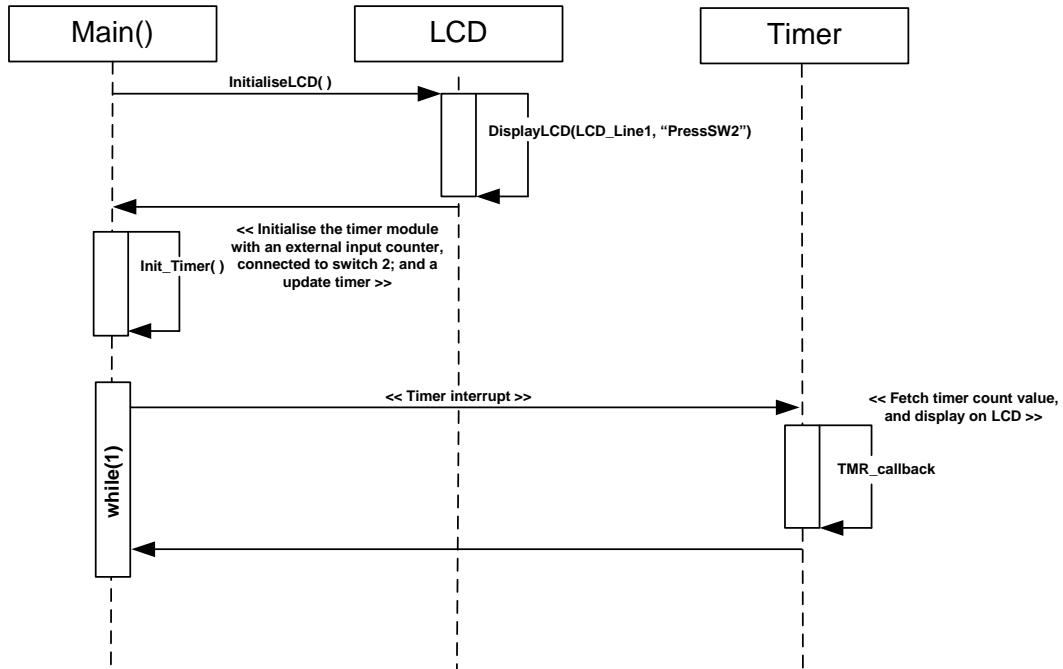 Main()
LCD
Timer
InitialiseLCD( )
DisplayLCD(LCD_Line1, “PressSW2”)
<< Initialise the timer module
with an external input counter,
connected to switch 2; and a
update timer >>
Init_Timer( )
<< Timer interrupt >>
<< Fetch timer count value,
and display on LCD >>
while(1)
TMR_callback